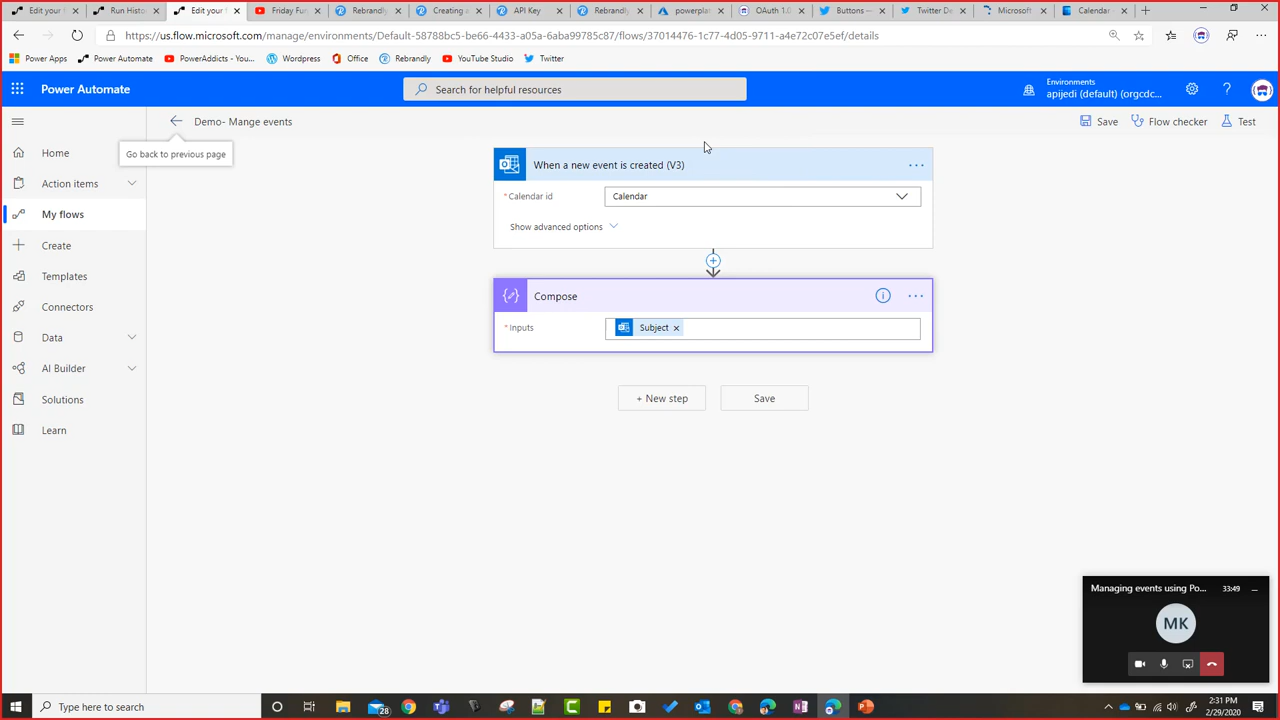 Edit your f
Run Histo
Edit your f
Friday Fun
Rebrandly
Creating a
API Key
Rebrandly
powerplat
OAuth 1.0
Buttons —
Twitter De
Microsoft
Calendar -
https://us.flow.microsoft.com/manage/environments/Default-58788bc5-be66-4433-a05a-6aba99785c87/flows/37014476-1c77-4d05-9711-a4e72c07e5ef/details
Power Apps
Power Automate
PowerAddicts - You...
Wordpress
Office
Rebrandly
YouTube Studio
Twitter
Power Automate
Search for helpful resources
Environments
apijedi (default) (orgcdc...
?
Demo- Mange events
Save
Flow checker
Test
Go back to previous page
Home
Action items
My flows
Create
Templates
Connectors
Data
AI Builder
Solutions
Learn
When a new event is created (V3)
* Calendar id
Calendar
Show advanced options
Compose
* Inputs
Subject ×
+ New step
Save
Managing events using Po...
33:49
MK
Type here to search
28
2:31 PM
2/29/2020